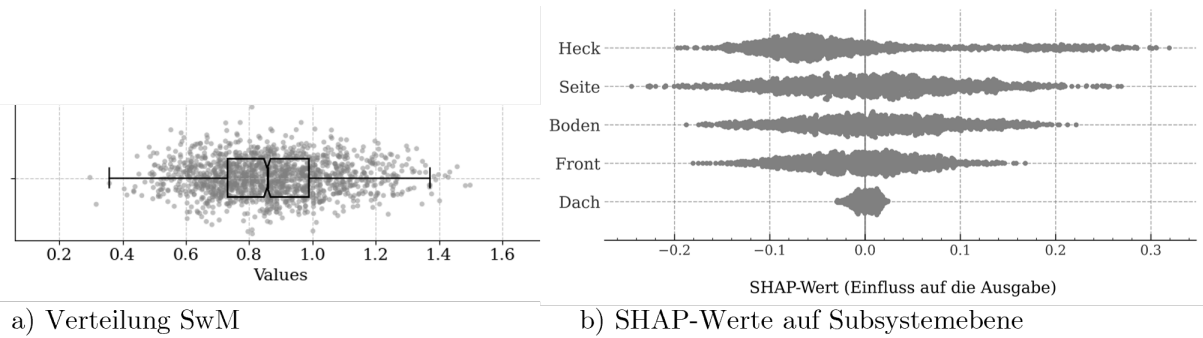 0.2 0.4 0.6 0.8 1.0 1.2 1.4 1.6
Values
a) Verteilung SwM
Heck
Seite
Boden
Front
Dach
−0.2 −0.1 0.0 0.1 0.2 0.3
SHAP-Wert (Einfluss auf die Ausgabe)
b) SHAP-Werte auf Subsystemebene